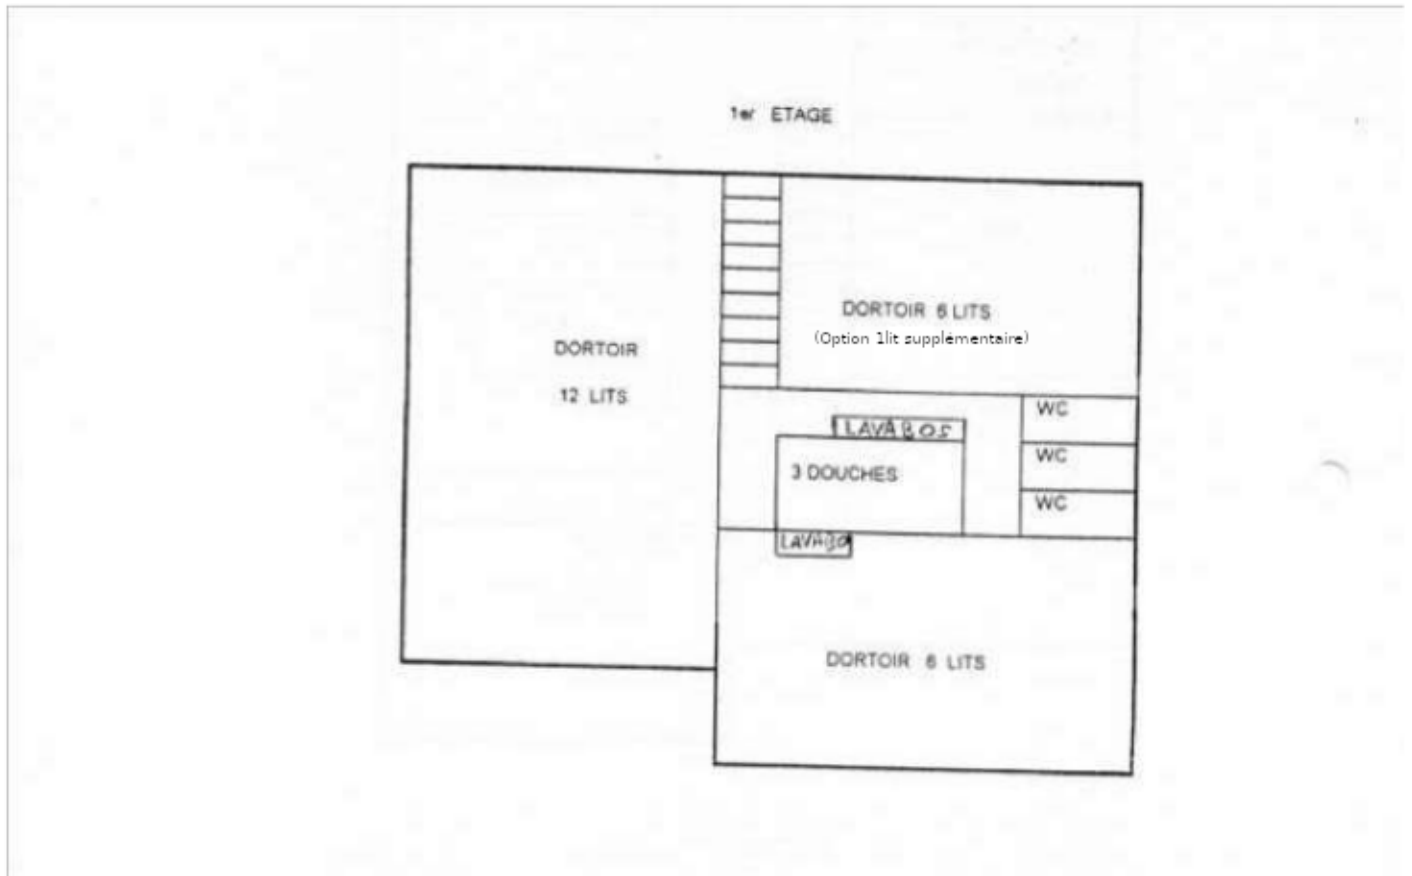 1er ETAGE
DORTOIR 6 LITS
(Option 1lit supplémentaire)
DORTOIR
12 LITS
WC
LAVABOS
WC
3 DOUCHES
WC
LAVABO
DORTOIR 6 LITS